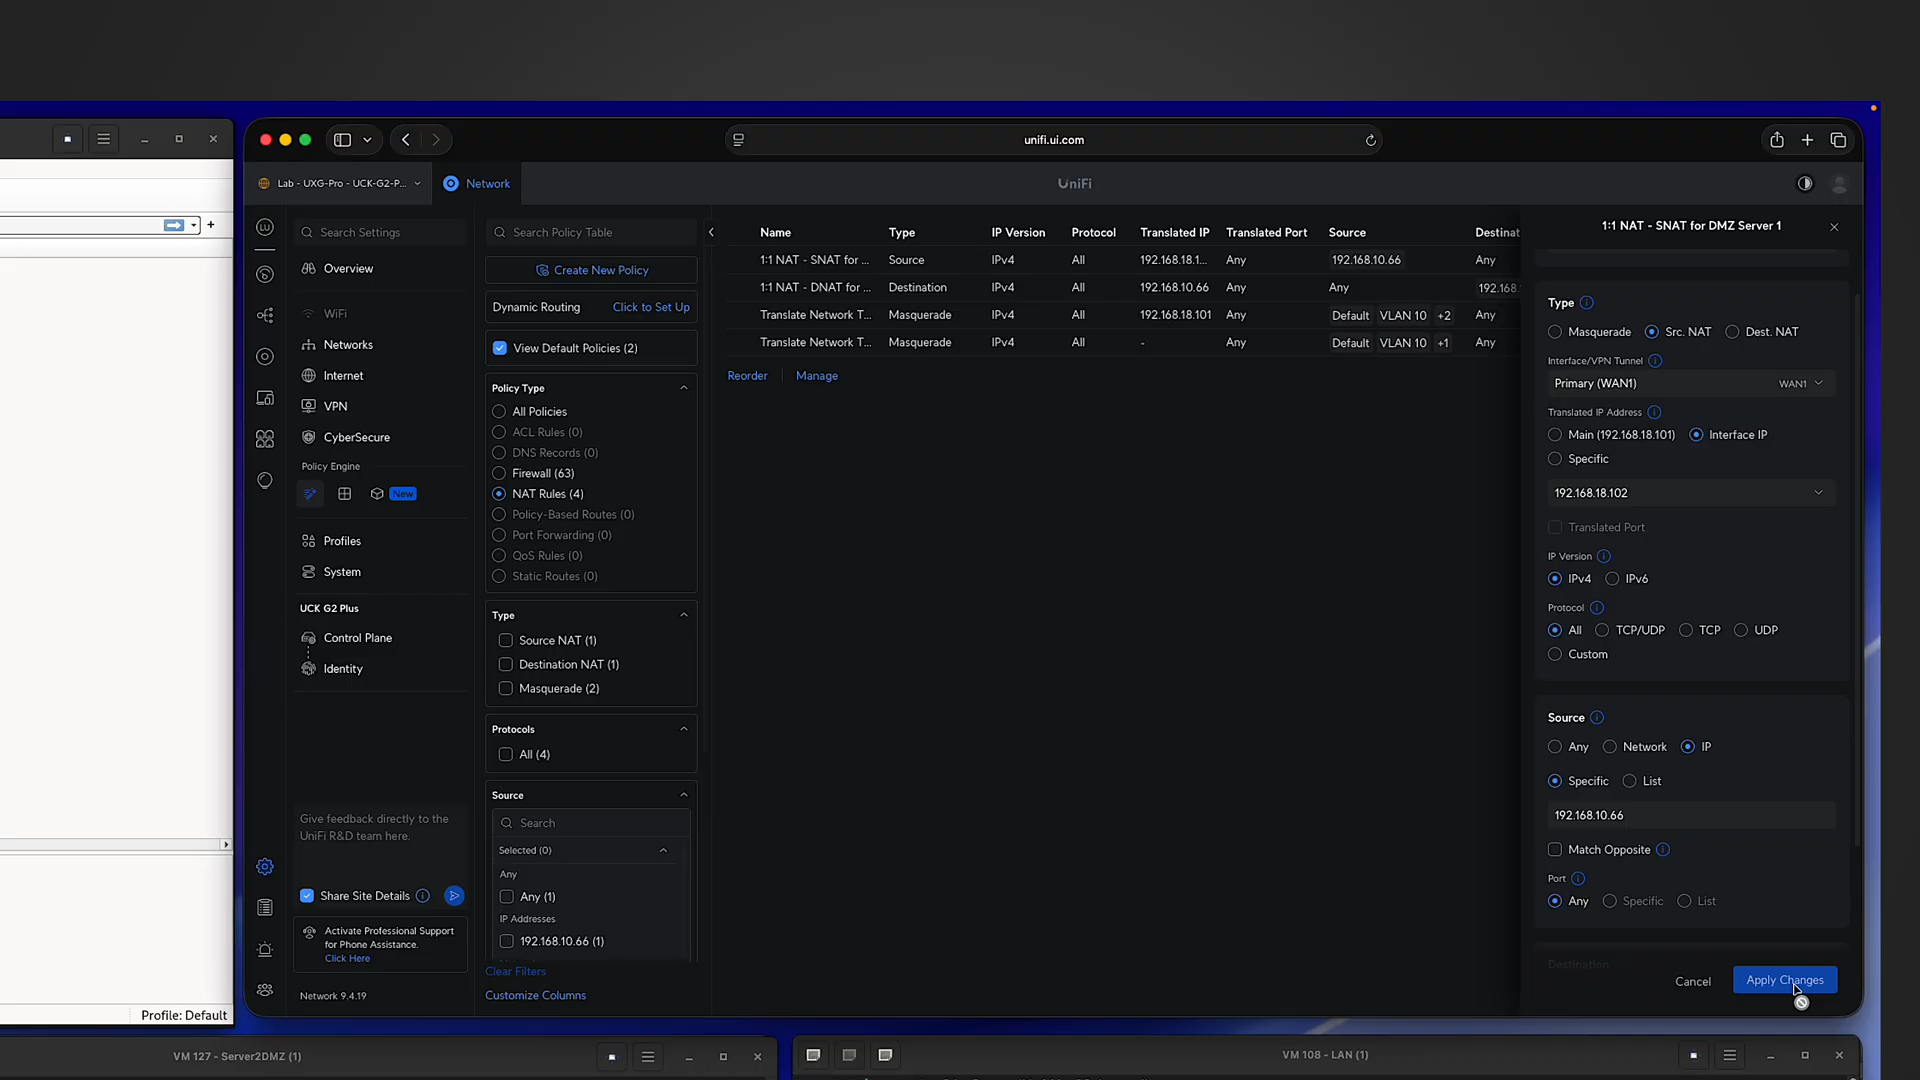 unifi.ui.com
Lab - UXG-Pro - UCK-G2-P...
Network
UniFi
LU
Search Settings
Overview
WiFi
Networks
Internet
VPN
CyberSecure
Policy Engine
New
Profiles
System
UCK G2 Plus
Control Plane
Identity
Give feedback directly to the
UniFi R&D team here.
Share Site Details
Activate Professional Support
for Phone Assistance.
Click Here
Network 9.4.19
Search Policy Table
Create New Policy
Dynamic Routing Click to Set Up
View Default Policies (2)
Policy Type
All Policies
ACL Rules (0)
DNS Records (0)
Firewall (63)
NAT Rules (4)
Policy-Based Routes (0)
Port Forwarding (0)
QoS Rules (0)
Static Routes (0)
Type
Source NAT (1)
Destination NAT (1)
Masquerade (2)
Protocols
All (4)
Source
Search
Selected (0)
Any
Any (1)
IP Addresses
192.168.10.66 (1)
Clear Filters
Customize Columns
Name Type IP Version Protocol Translated IP Translated Port Source Destinat
1:1 NAT - SNAT for ... Source IPv4 All 192.168.18.1... Any 192.168.10.66 Any
1:1 NAT - DNAT for ... Destination IPv4 All 192.168.10.66 Any Any 192.168.
Translate Network T... Masquerade IPv4 All 192.168.18.101 Any Default VLAN 10 +2 Any
Translate Network T... Masquerade IPv4 All - Any Default VLAN 10 +1 Any
Reorder Manage
1:1 NAT - SNAT for DMZ Server 1
Type
Masquerade Src. NAT Dest. NAT
Interface/VPN Tunnel
Primary (WAN1) WAN1
Translated IP Address
Main (192.168.18.101) Interface IP
Specific
192.168.18.102
Translated Port
IP Version
IPv4 IPv6
Protocol
All TCP/UDP TCP UDP
Custom
Source
Any Network IP
Specific List
192.168.10.66
Match Opposite
Port
Any Specific List
Destination
Cancel Apply Changes
Profile: Default
VM 127 - Server2DMZ (1)
VM 108 - LAN (1)